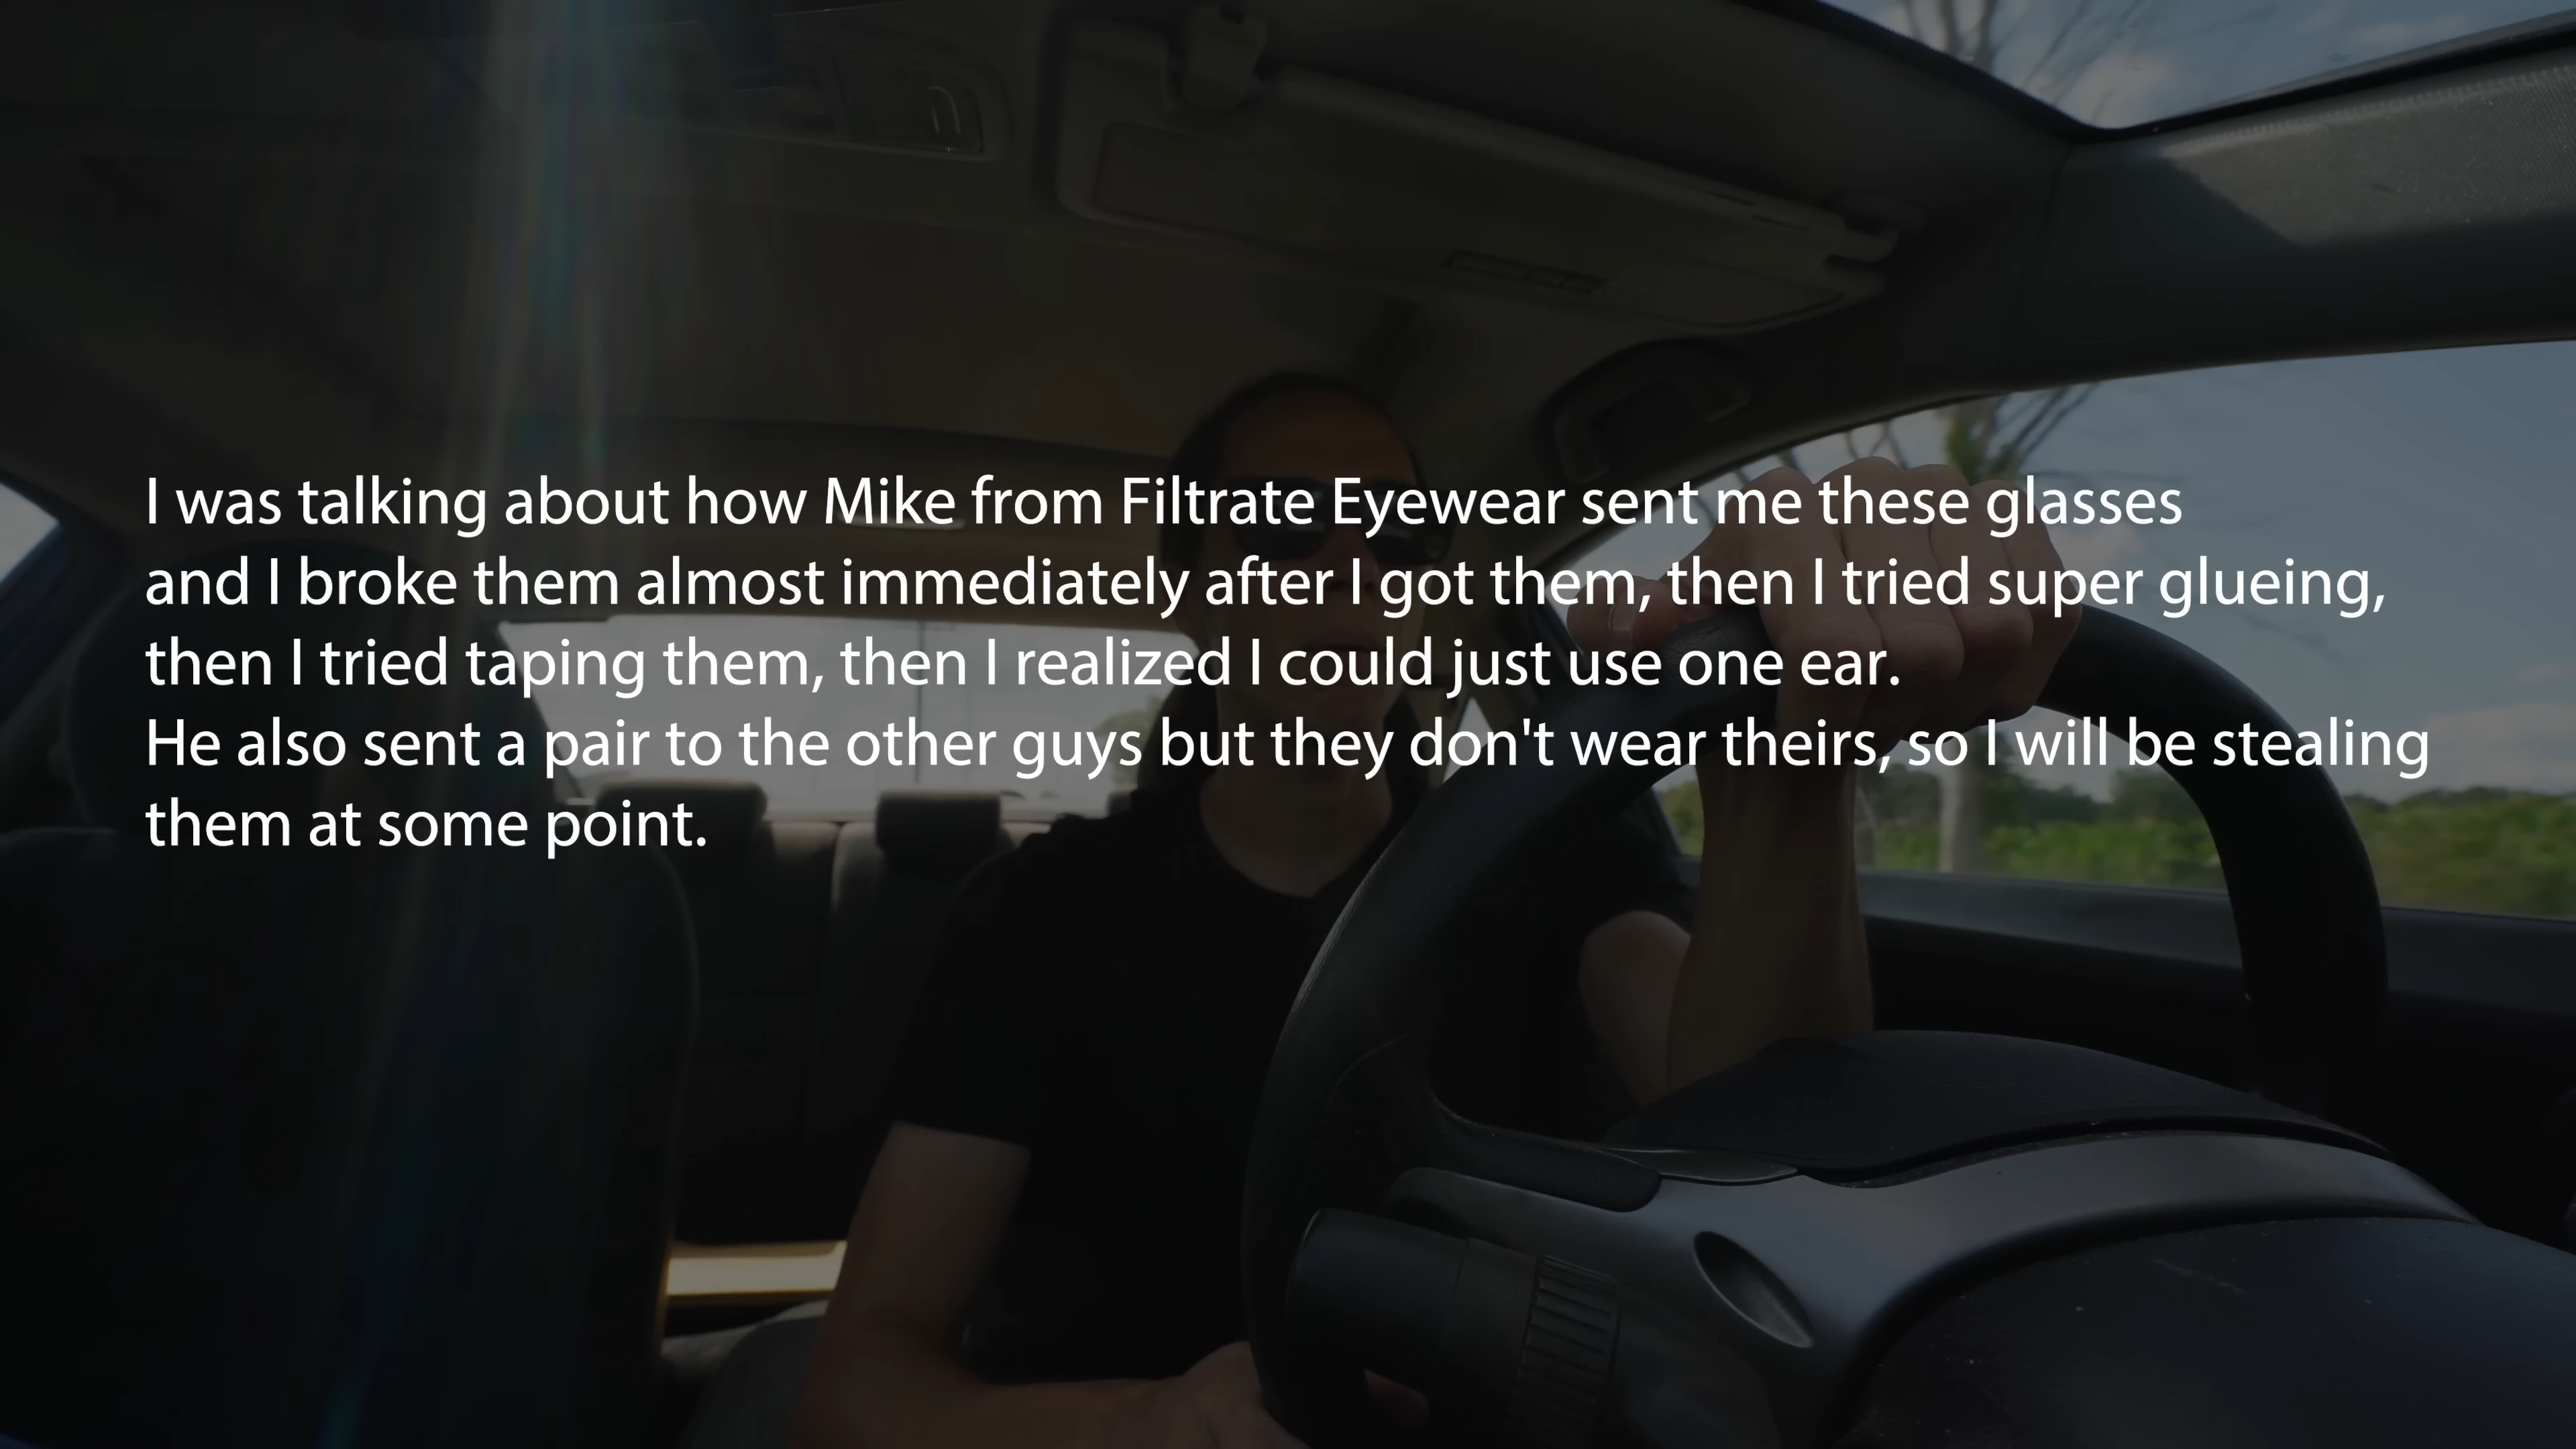 I was talking about how Mike from Filtrate Eyewear sent me these glasses
and I broke them almost immediately after I got them, then I tried super glueing,
then I tried taping them, then I realized I could just use one ear.
He also sent a pair to the other guys but they don't wear theirs, so I will be stealing
them at some point.